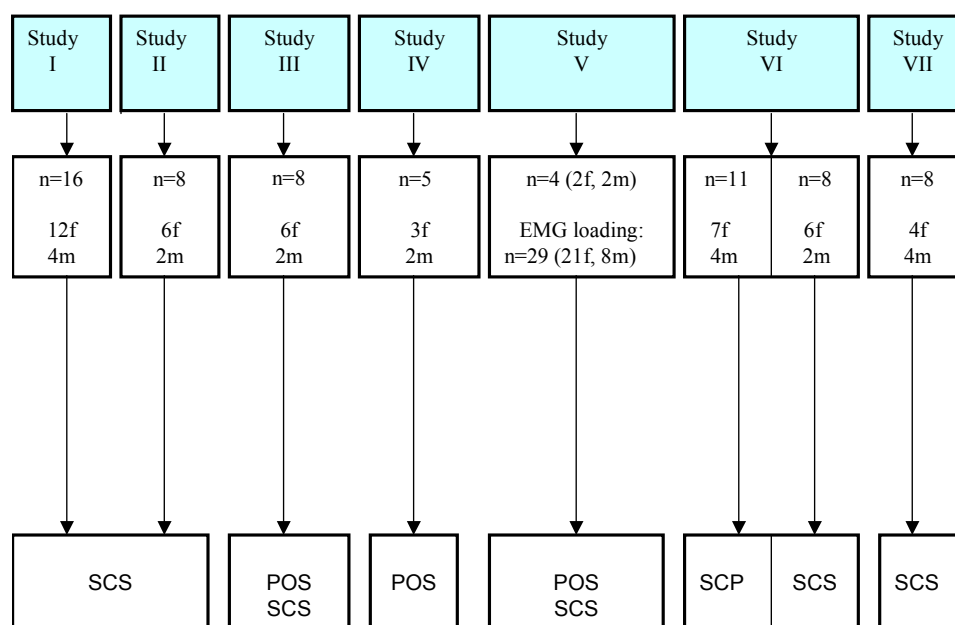 Study
I
Study
II
Study
III
Study
IV
Study
V
Study
VI
Study
VII
n=16
12f
4m
n=8
6f
2m
n=8
6f
2m
n=5
3f
2m
n=4 (2f, 2m)
EMG loading:
n=29 (21f, 8m)
n=11
7f
4m
n=8
6f
2m
n=8
4f
4m
SCS
POS
SCS
POS
POS
SCS
SCP
SCS
SCS